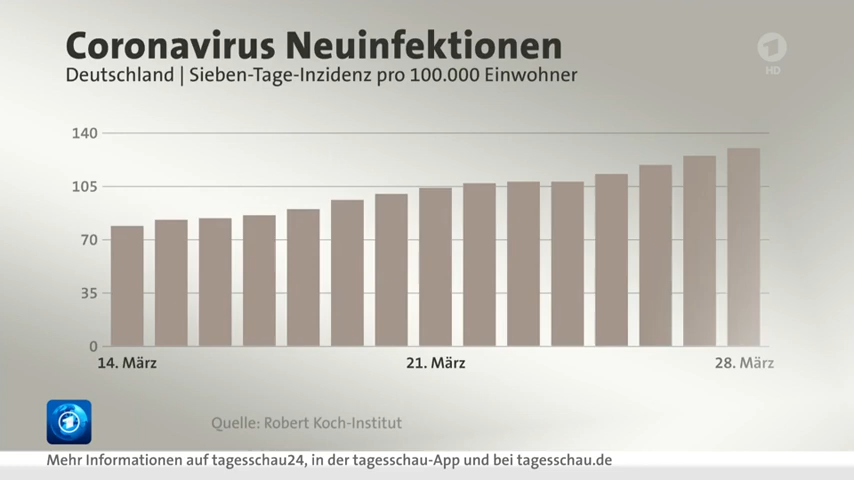 Coronavirus Neuinfektionen
Deutschland | Sieben-Tage-Inzidenz pro 100.000 Einwohner
HD
140
105
70
35
0
14. März 21. März 28. März
Quelle: Robert Koch-Institut
Mehr Informationen auf tagesschau24, in der tagesschau-App und bei tagesschau.de